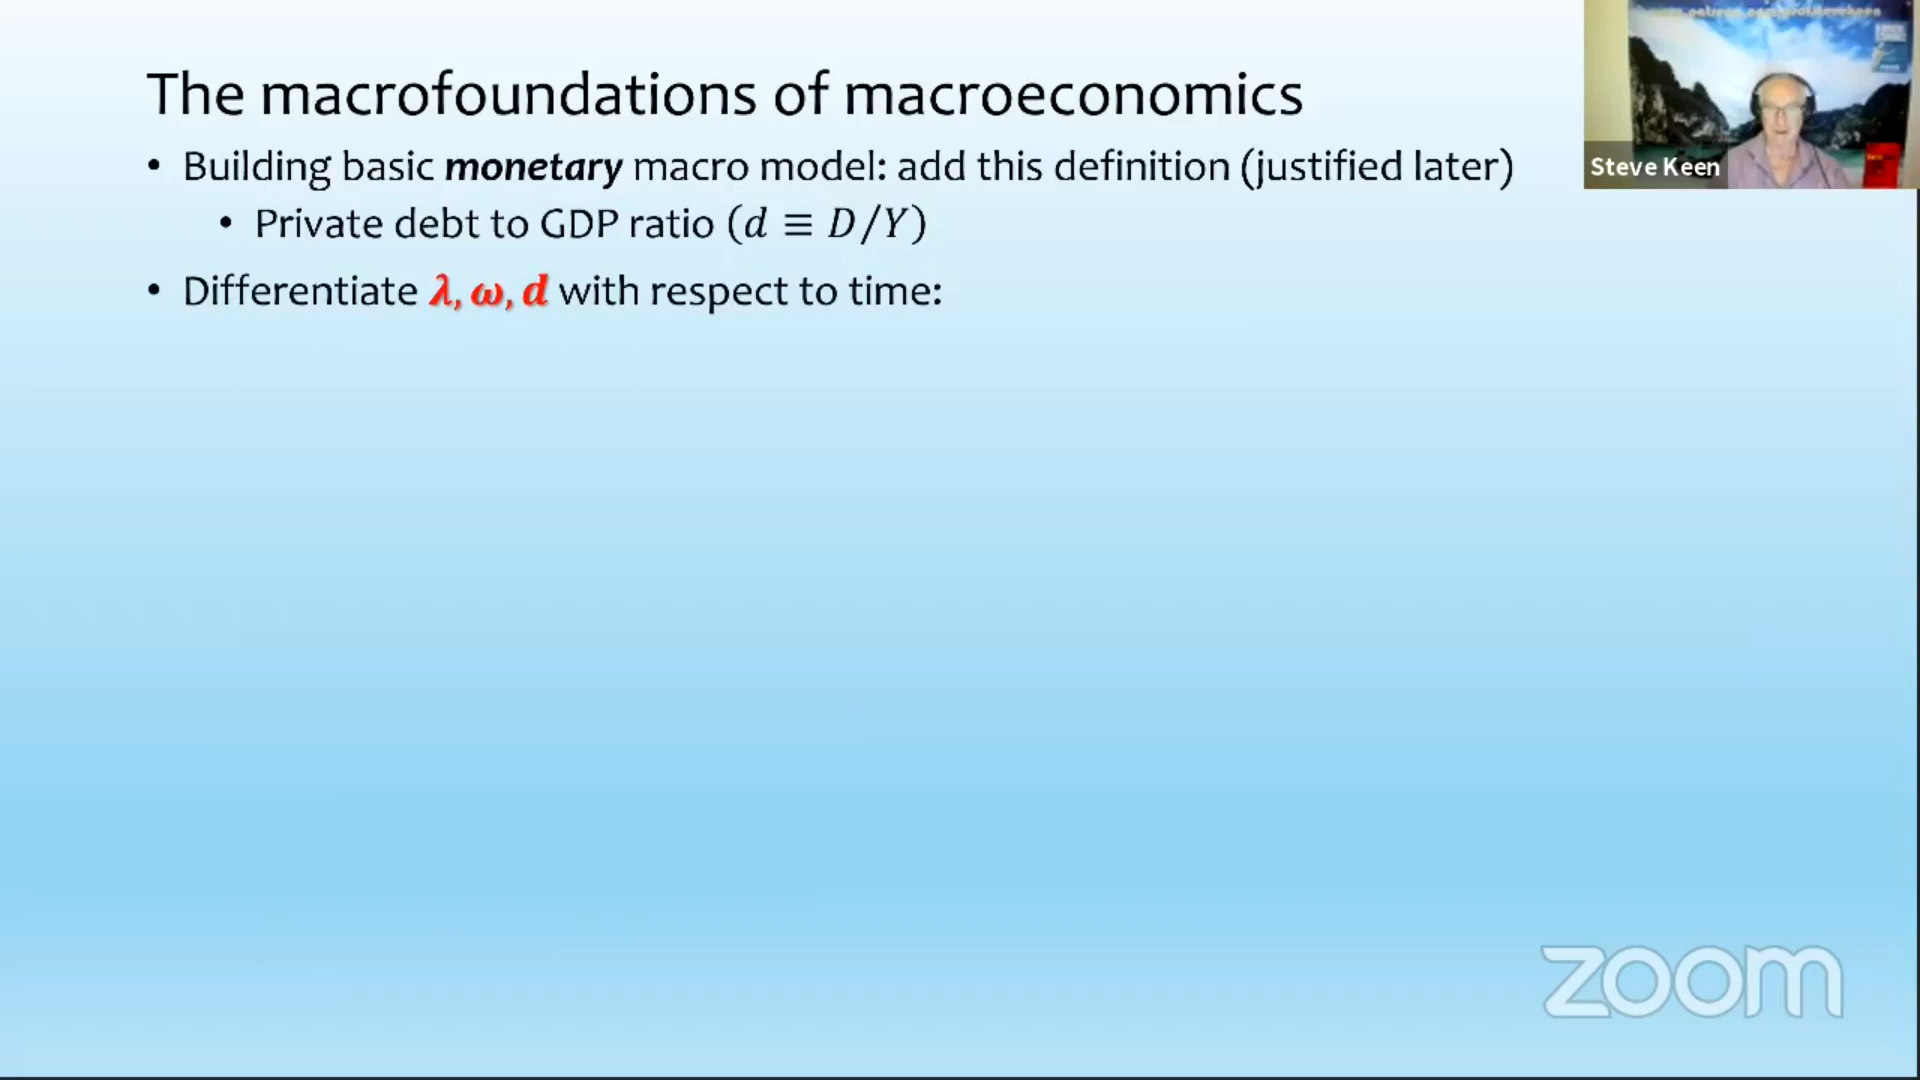 The macrofoundations of macroeconomics
• Building basic monetary macro model: add this definition (justified later)
• Private debt to GDP ratio (d ≡ D/Y)
• Differentiate λ, ω, d with respect to time:
Steve Keen
zoom